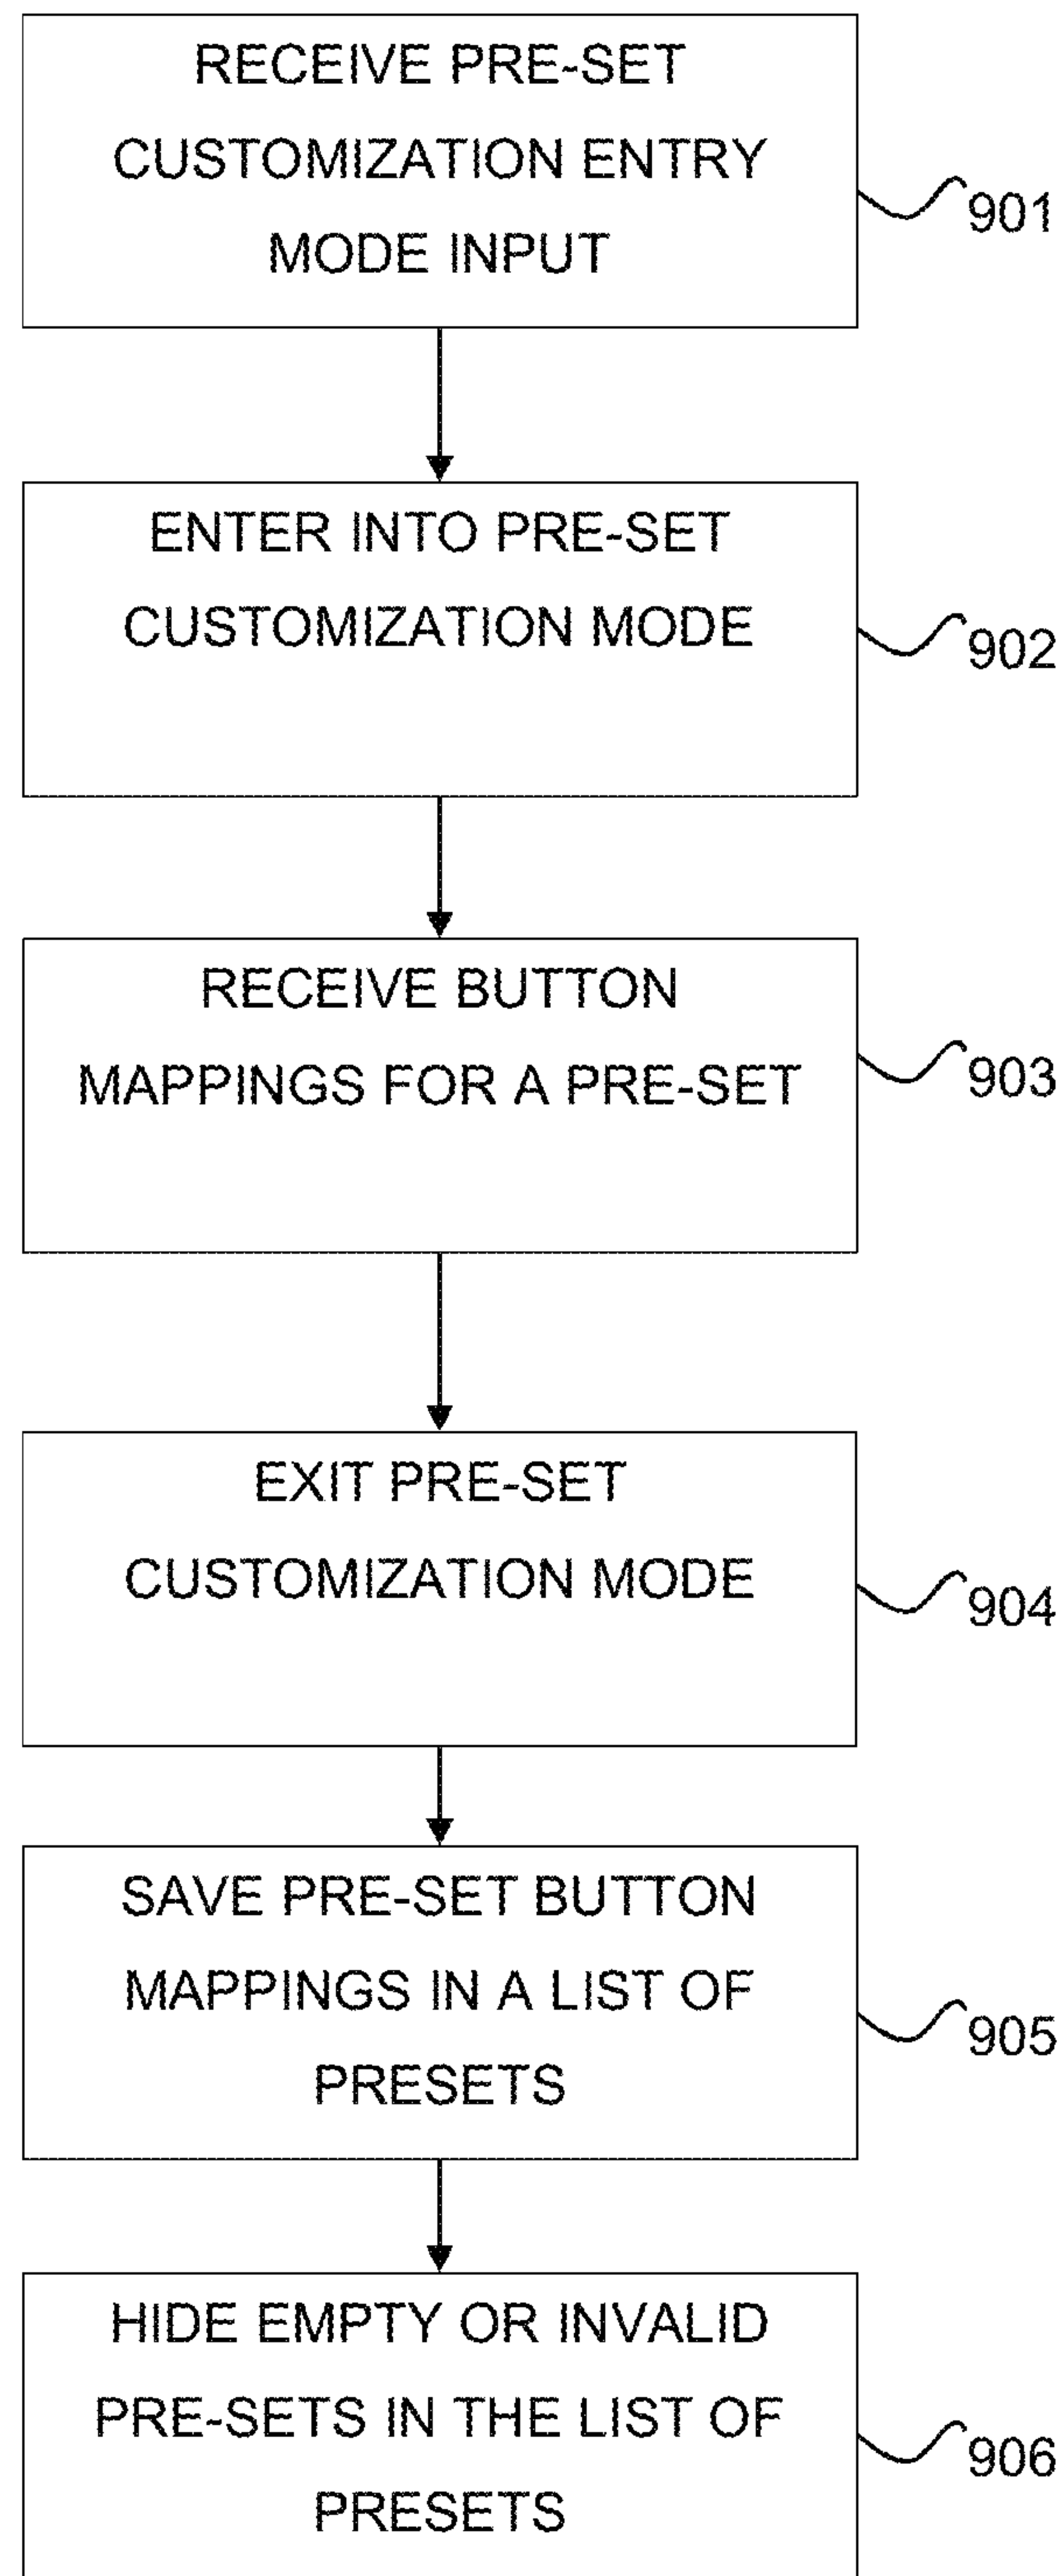 RECEIVE PRE-SET
CUSTOMIZATION ENTRY
MODE INPUT
901
ENTER INTO PRE-SET
CUSTOMIZATION MODE
902
RECEIVE BUTTON
MAPPINGS FOR A PRE-SET
903
EXIT PRE-SET
CUSTOMIZATION MODE
904
SAVE PRE-SET BUTTON
MAPPINGS IN A LIST OF
PRESETS
905
HIDE EMPTY OR INVALID
PRE-SETS IN THE LIST OF
PRESETS
906